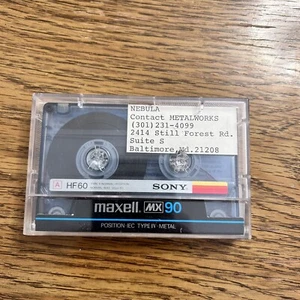 NEBULA
Contact METALWORKS
(301)231-4099
2414 Still Forest Rd.
Suite S
Baltimore,Md.21208
A HF60 SONY
maxell MX 90
POSITION IEC TYPE IV · METAL